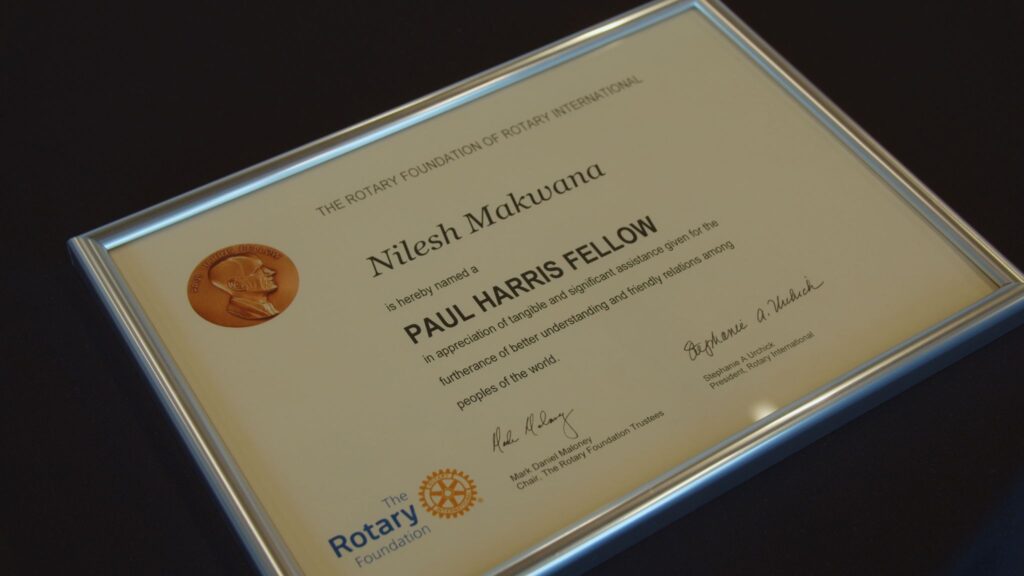 THE ROTARY FOUNDATION OF ROTARY INTERNATIONAL
Nilesh Makwana
is hereby named a
PAUL HARRIS FELLOW
in appreciation of tangible and significant assistance given for the
furtherance of better understanding and friendly relations among
peoples of the world.
Stephanie A. Urchick
Stephanie A Urchick
President, Rotary International
Mark Daniel Maloney
Chair, The Rotary Foundation Trustees
The
Rotary
Foundation